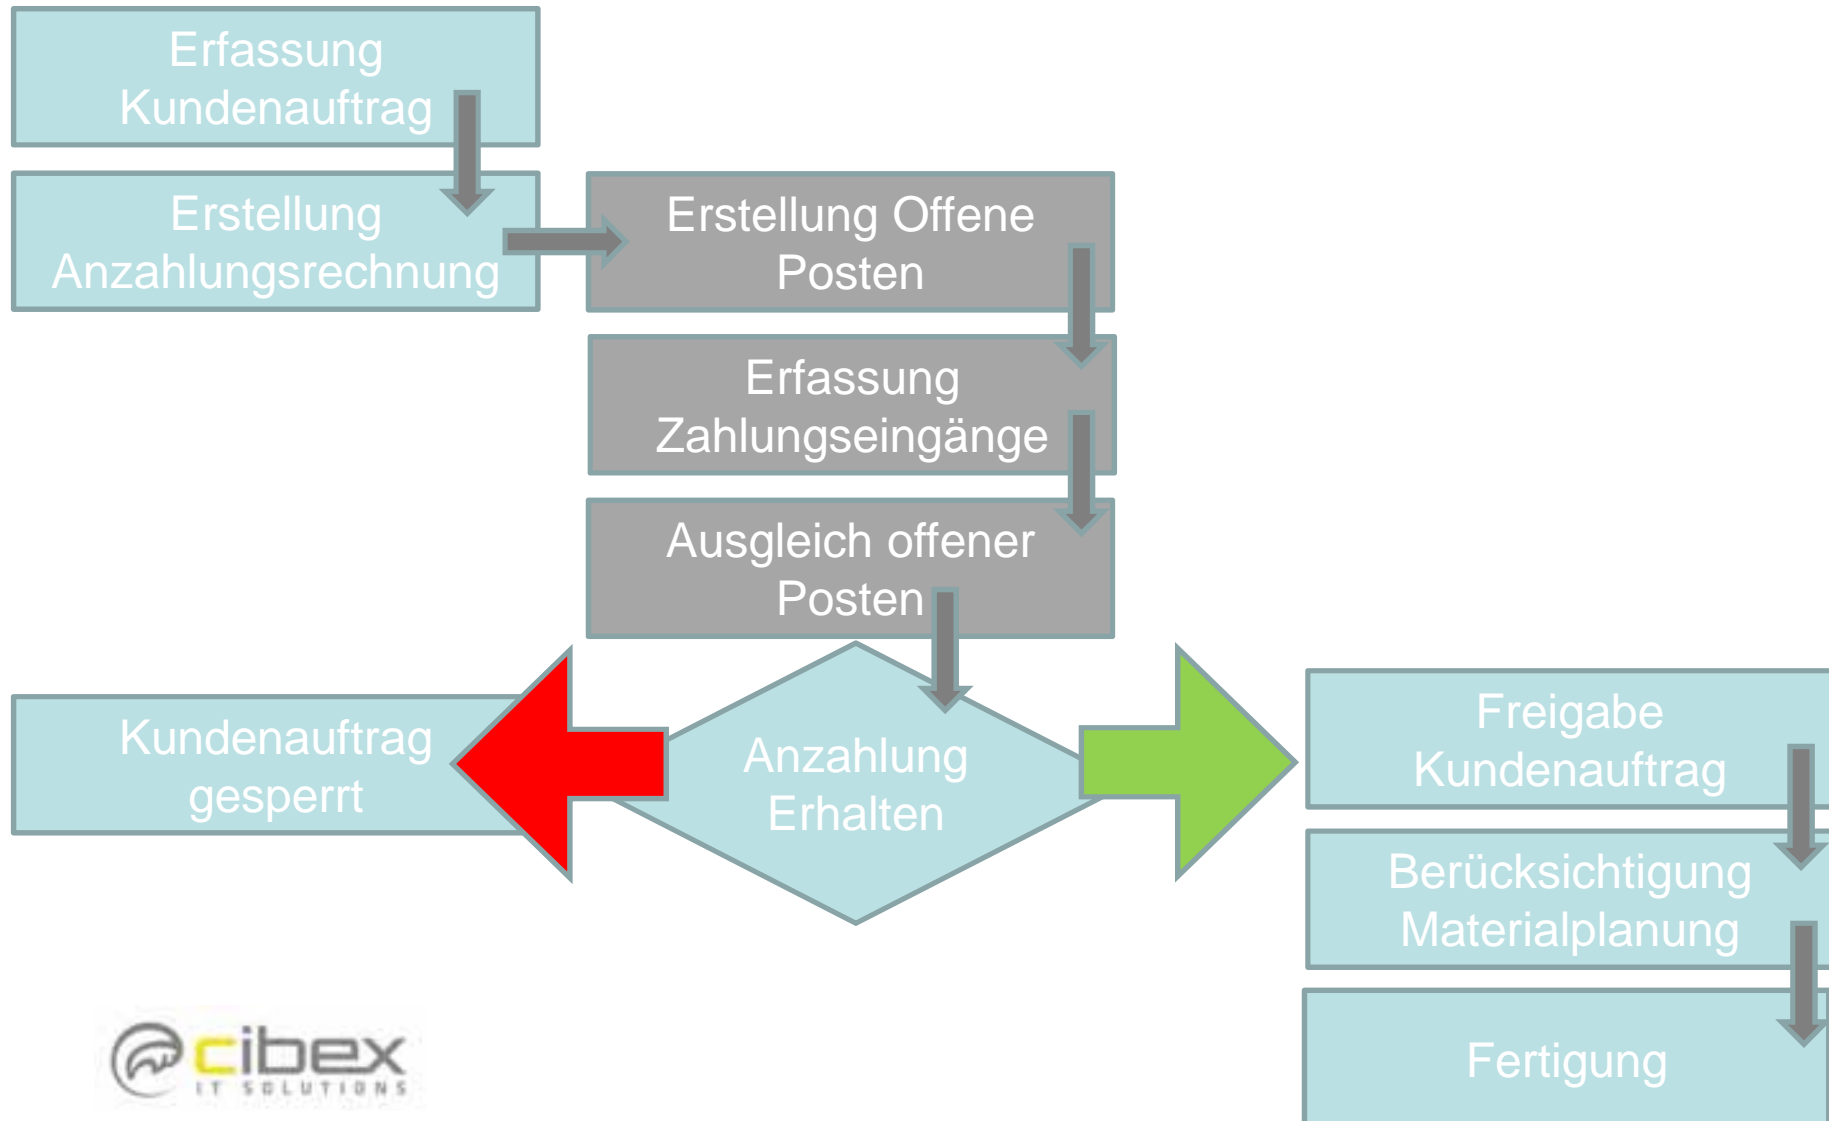 Erfassung
Kundenauftrag
Erstellung
Anzahlungsrechnung
Erstellung Offene
Posten
Erfassung
Zahlungseingänge
Ausgleich offener
Posten
Kundenauftrag
gesperrt
Anzahlung
Erhalten
Freigabe
Kundenauftrag
Berücksichtigung
Materialplanung
Fertigung
cibex
IT SOLUTIONS